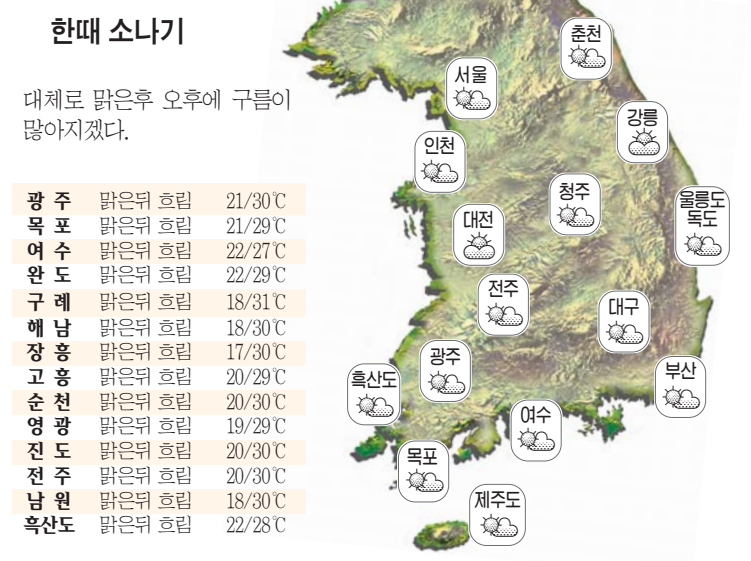 한때 소나기
대체로 맑은후 오후에 구름이
많아지겠다.
광 주 맑은뒤 흐림 21/30℃
목 포 맑은뒤 흐림 21/29℃
여 수 맑은뒤 흐림 22/27℃
완 도 맑은뒤 흐림 22/29℃
구 례 맑은뒤 흐림 18/31℃
해 남 맑은뒤 흐림 18/30℃
장 흥 맑은뒤 흐림 17/30℃
고 흥 맑은뒤 흐림 20/29℃
순 천 맑은뒤 흐림 20/30℃
영 광 맑은뒤 흐림 19/29℃
진 도 맑은뒤 흐림 20/30℃
전 주 맑은뒤 흐림 20/30℃
남 원 맑은뒤 흐림 18/30℃
흑산도 맑은뒤 흐림 22/28℃
춘천
서울
강릉
인천
청주
울릉도
독도
대전
전주
대구
광주
흑산도
부산
여수
목포
제주도